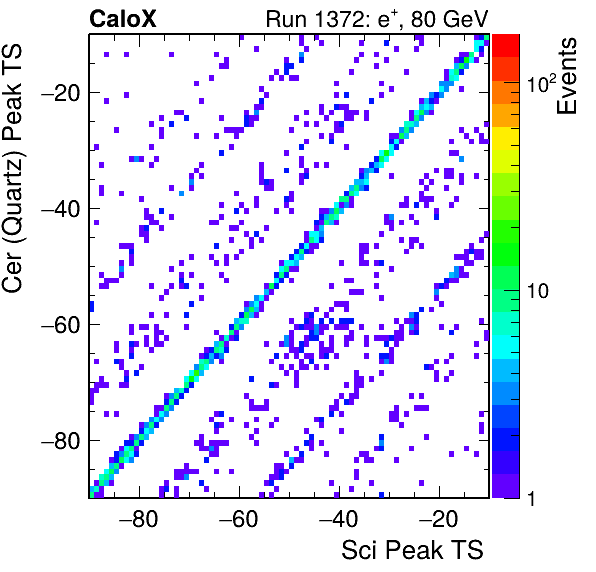 CaloX Run 1372: e⁺, 80 GeV
Cer (Quartz) Peak TS
−20
−40
−60
−80
−80 −60 −40 −20
Sci Peak TS
10²
10
1
Events